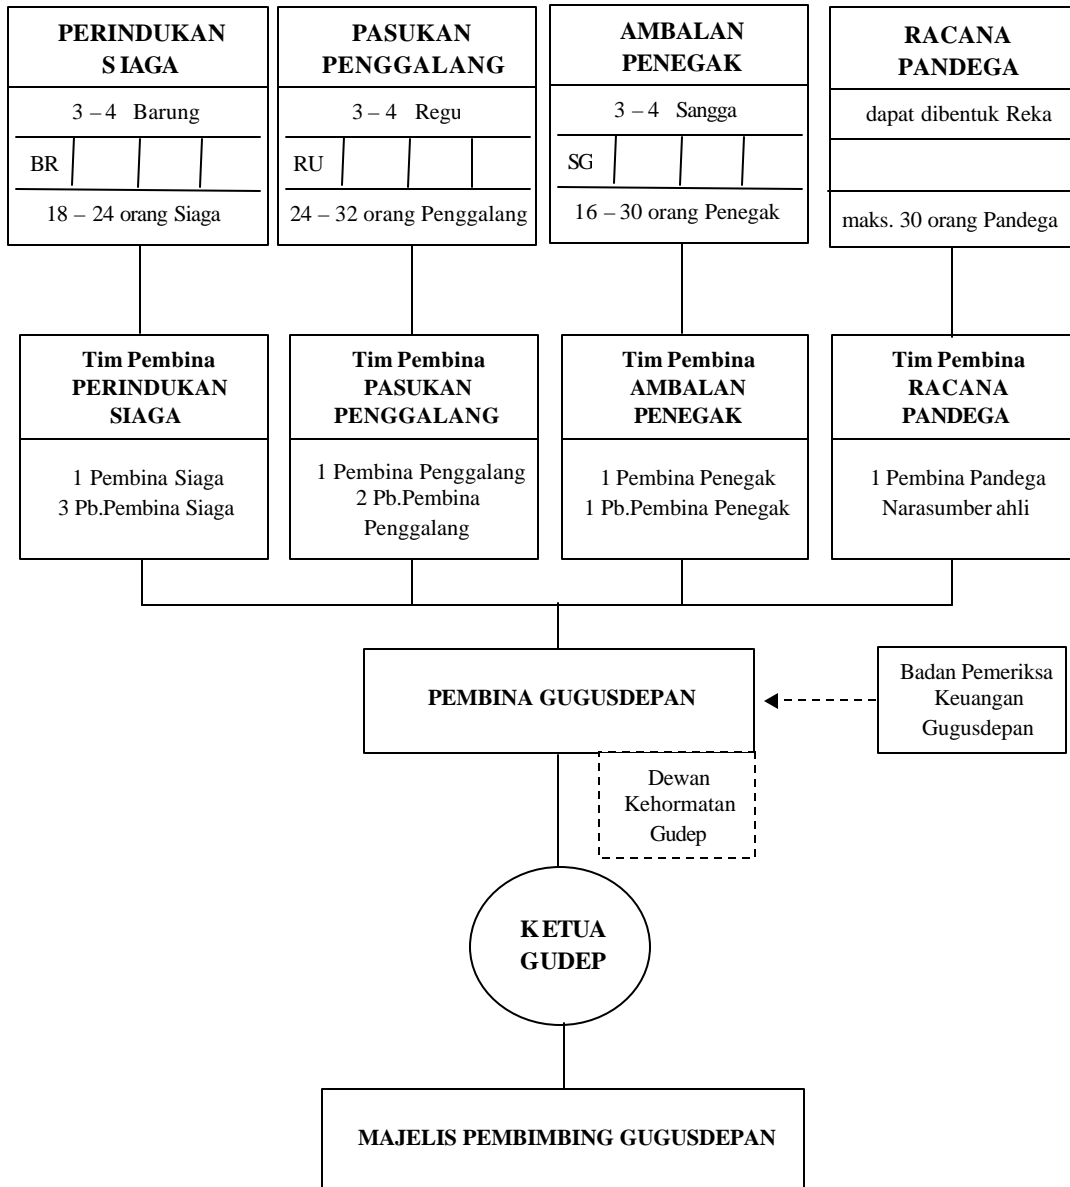 PERINDUKAN
SIAGA
3 – 4 Barung
BR
18 – 24 orang Siaga
PASUKAN
PENGGALANG
3 – 4 Regu
RU
24 – 32 orang Penggalang
AMBALAN
PENEGAK
3 – 4 Sangga
SG
16 – 30 orang Penegak
RACANA
PANDEGA
dapat dibentuk Reka
maks. 30 orang Pandega
Tim Pembina
PERINDUKAN
SIAGA
1 Pembina Siaga
3 Pb.Pembina Siaga
Tim Pembina
PASUKAN
PENGGALANG
1 Pembina Penggalang
2 Pb.Pembina
Penggalang
Tim Pembina
AMBALAN
PENEGAK
1 Pembina Penegak
1 Pb.Pembina Penegak
Tim Pembina
RACANA
PANDEGA
1 Pembina Pandega
Narasumber ahli
PEMBINA GUGUSDEPAN
Badan Pemeriksa
Keuangan
Gugusdepan
Dewan
Kehormatan
Gudep
KETUA
GUDEP
MAJELIS PEMBIMBING GUGUSDEPAN